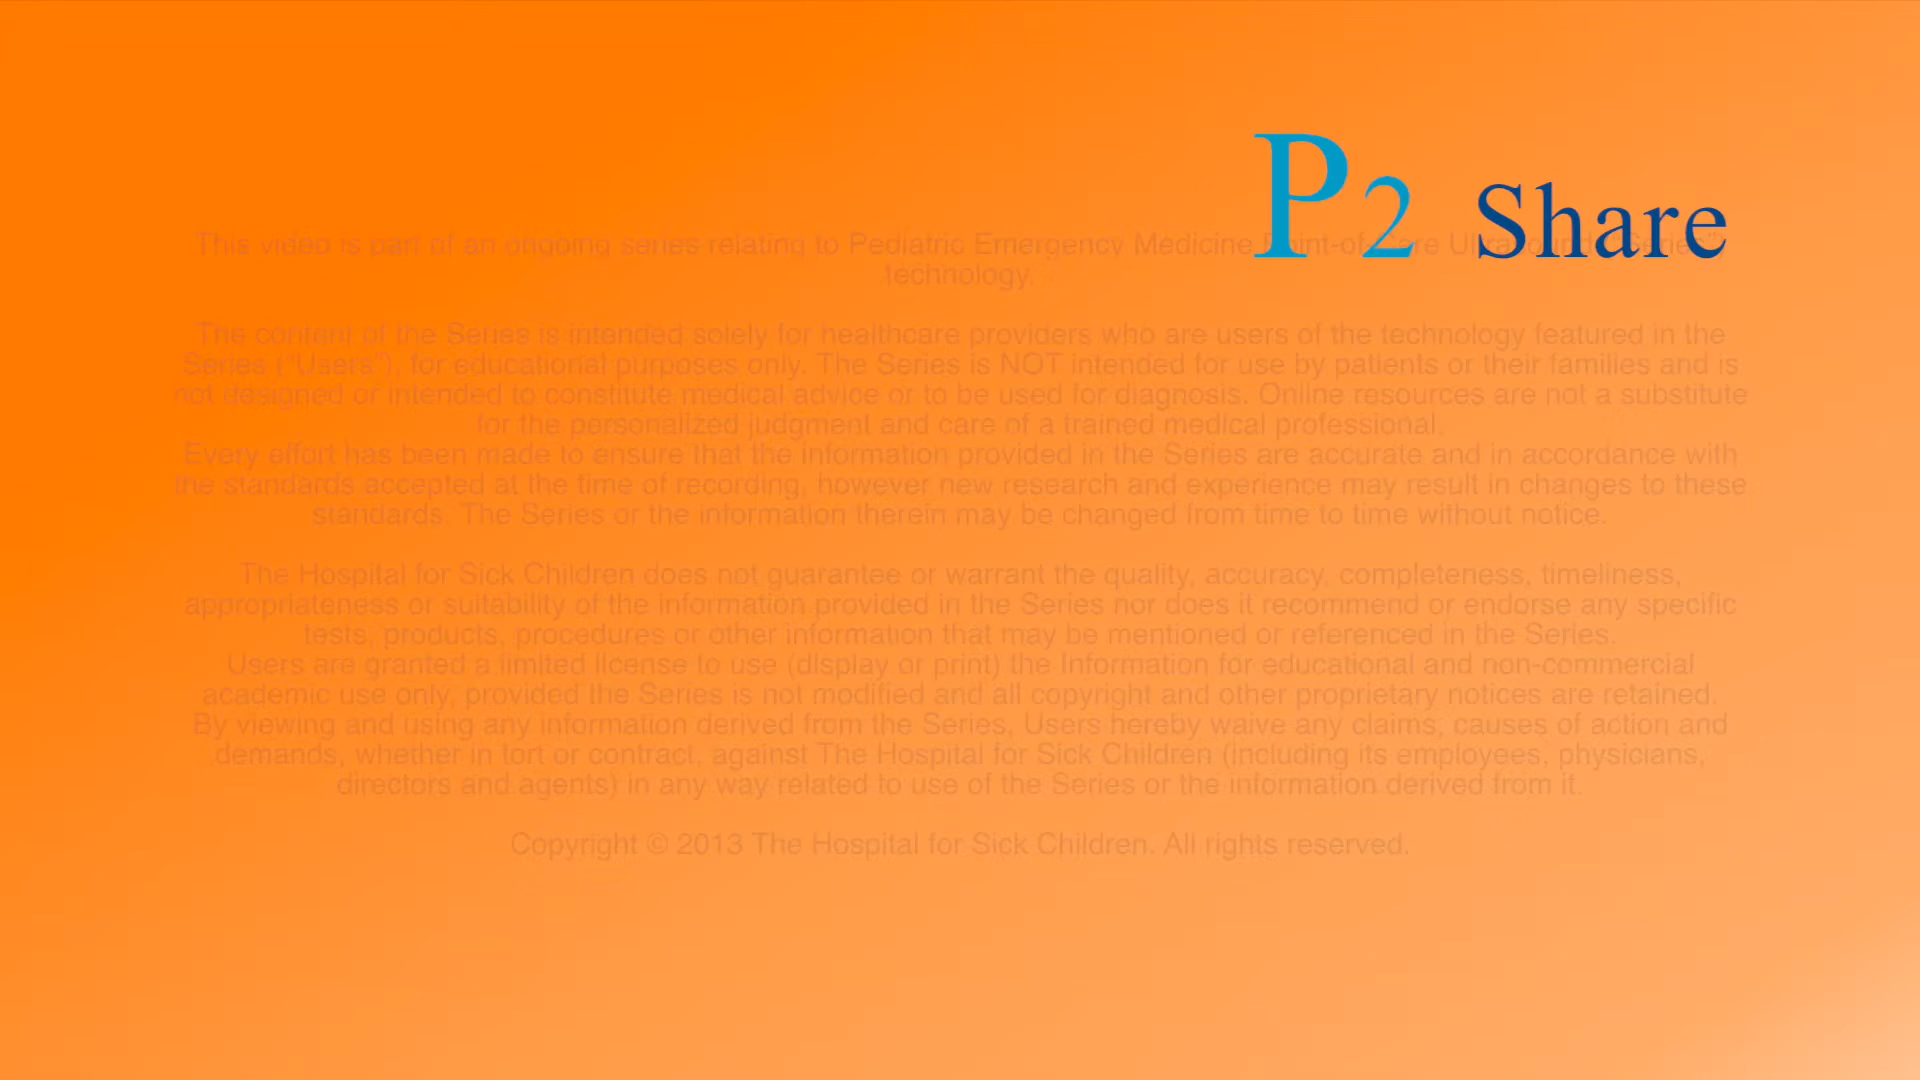 P2 Share
This video is part of an ongoing series relating to Pediatric Emergency Medicine Point-of-Care Ultrasound ("Series")
technology.
The content of the Series is intended solely for healthcare providers who are users of the technology featured in the
Series (“Users”), for educational purposes only. The Series is NOT intended for use by patients or their families and is
not designed or intended to constitute medical advice or to be used for diagnosis. Online resources are not a substitute
for the personalized judgment and care of a trained medical professional.
Every effort has been made to ensure that the information provided in the Series are accurate and in accordance with
the standards accepted at the time of recording, however new research and experience may result in changes to these
standards. The Series or the information therein may be changed from time to time without notice.
The Hospital for Sick Children does not guarantee or warrant the quality, accuracy, completeness, timeliness,
appropriateness or suitability of the information provided in the Series nor does it recommend or endorse any specific
tests, products, procedures or other information that may be mentioned or referenced in the Series.
Users are granted a limited license to use (display or print) the Information for educational and non-commercial
academic use only, provided the Series is not modified and all copyright and other proprietary notices are retained.
By viewing and using any information derived from the Series, Users hereby waive any claims, causes of action and
demands, whether in tort or contract, against The Hospital for Sick Children (including its employees, physicians,
directors and agents) in any way related to use of the Series or the information derived from it.
Copyright © 2013 The Hospital for Sick Children. All rights reserved.